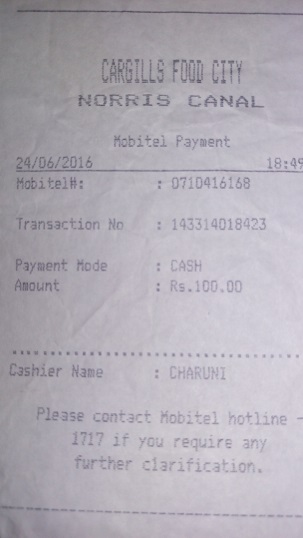 CARGILLS FOOD CITY
NORRIS CANAL
Mobitel Payment
24/06/2016 18:49
Mobitel#: : 0710416168
Transaction No : 143314018423
Payment Mode : CASH
Amount : Rs.100.00
Cashier Name : CHARUNI
Please contact Mobitel hotline -
1717 if you require any
further clarification.